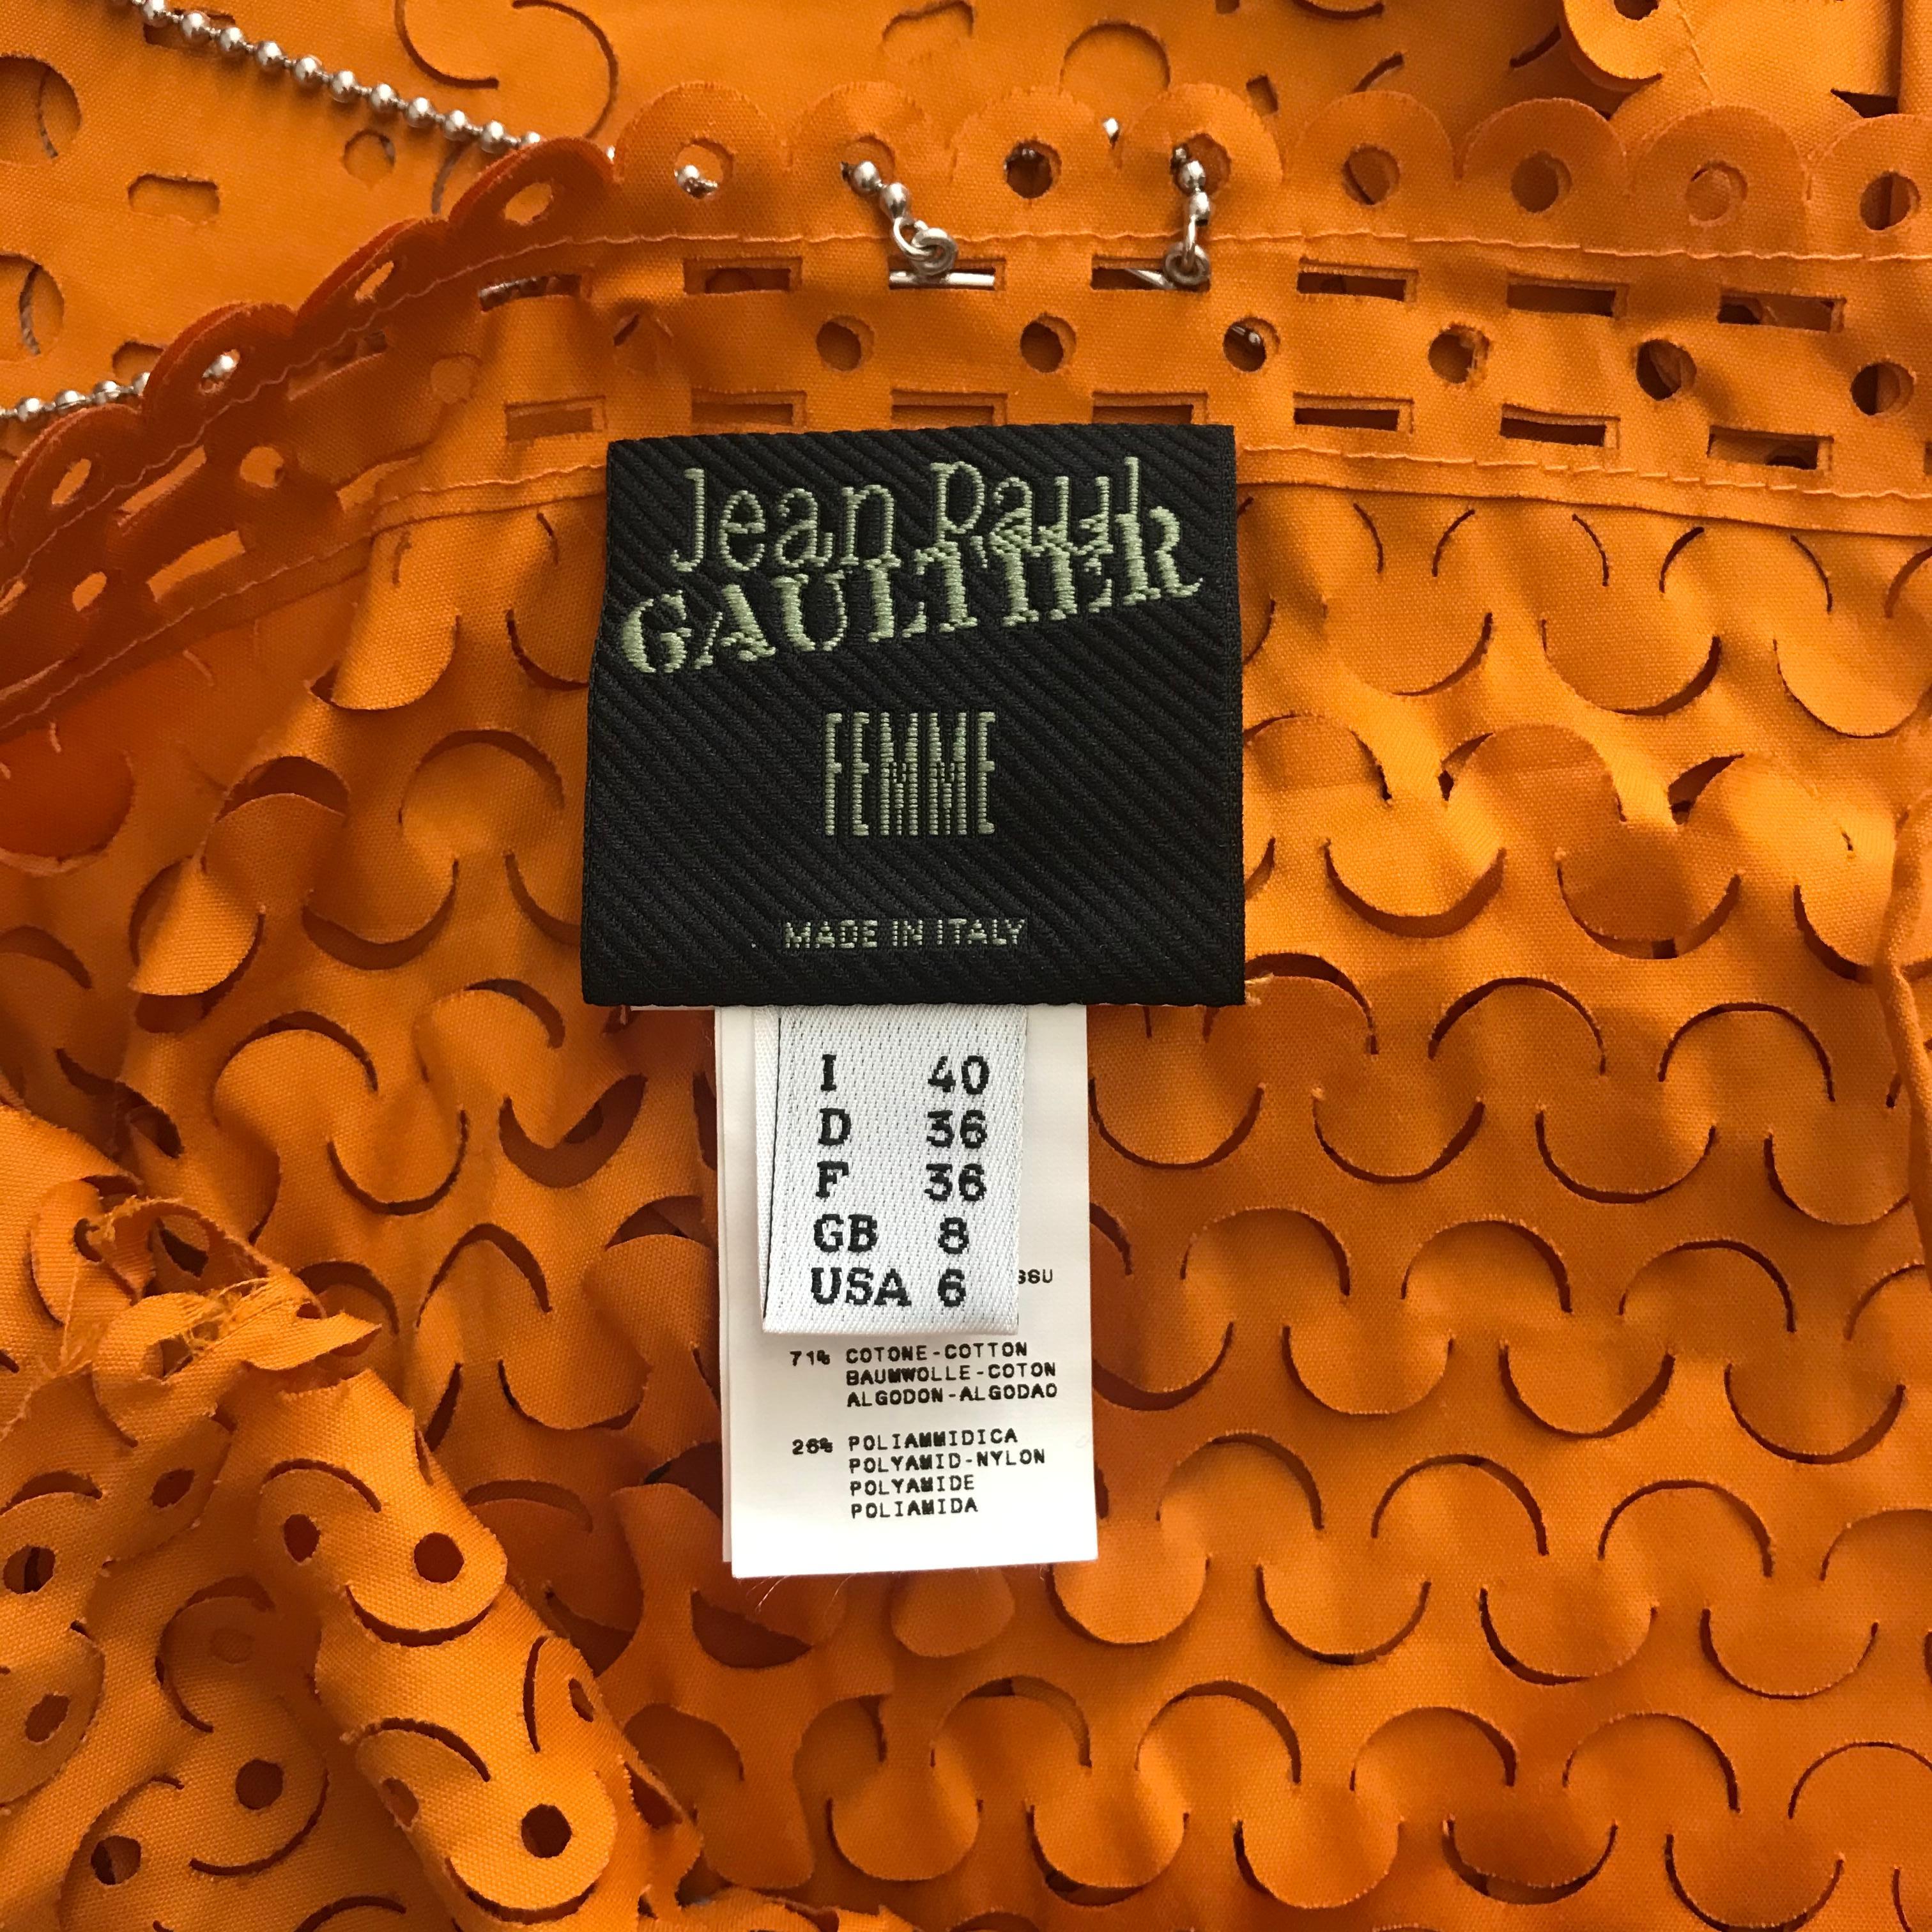 Jean Paul
GAULTIER
FEMME
MADE IN ITALY
I 40
D 36
F 36
GB 8
USA 6
71% COTONE-COTTON
BAUMWOLLE-COTON
ALGODON-ALGODAO
26% POLIAMMIDICA
POLYAMID-NYLON
POLYAMIDE
POLIAMIDA